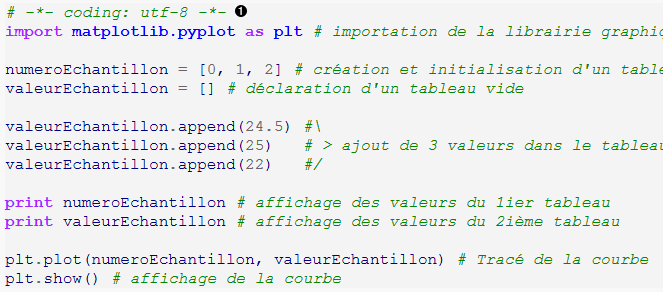 # -*- coding: utf-8 -*- ❶
import matplotlib.pyplot as plt # importation de la librairie
numeroEchantillon = [0, 1, 2] # création et initialisation d'un
valeurEchantillon = [] # déclaration d'un tableau vide
valeurEchantillon.append(24.5) #\
valeurEchantillon.append(25) # > ajout de 3 valeurs dans le tableau
valeurEchantillon.append(22) #/
print numeroEchantillon # affichage des valeurs du 1ier tableau
print valeurEchantillon # affichage des valeurs du 2ième tableau
plt.plot(numeroEchantillon, valeurEchantillon) # Tracé de la courbe
plt.show() # affichage de la courbe